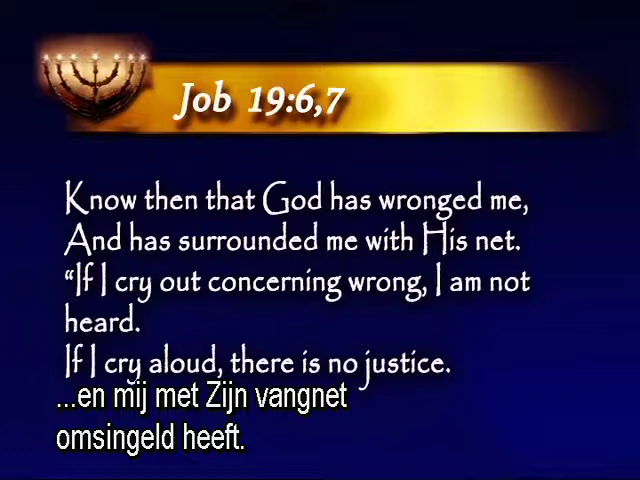 Job 19:6,7
Know then that God has wronged me,
And has surrounded me with His net.
“If I cry out concerning wrong, I am not
heard.
If I cry aloud, there is no justice.
...en mij met Zijn vangnet
omsingeld heeft.